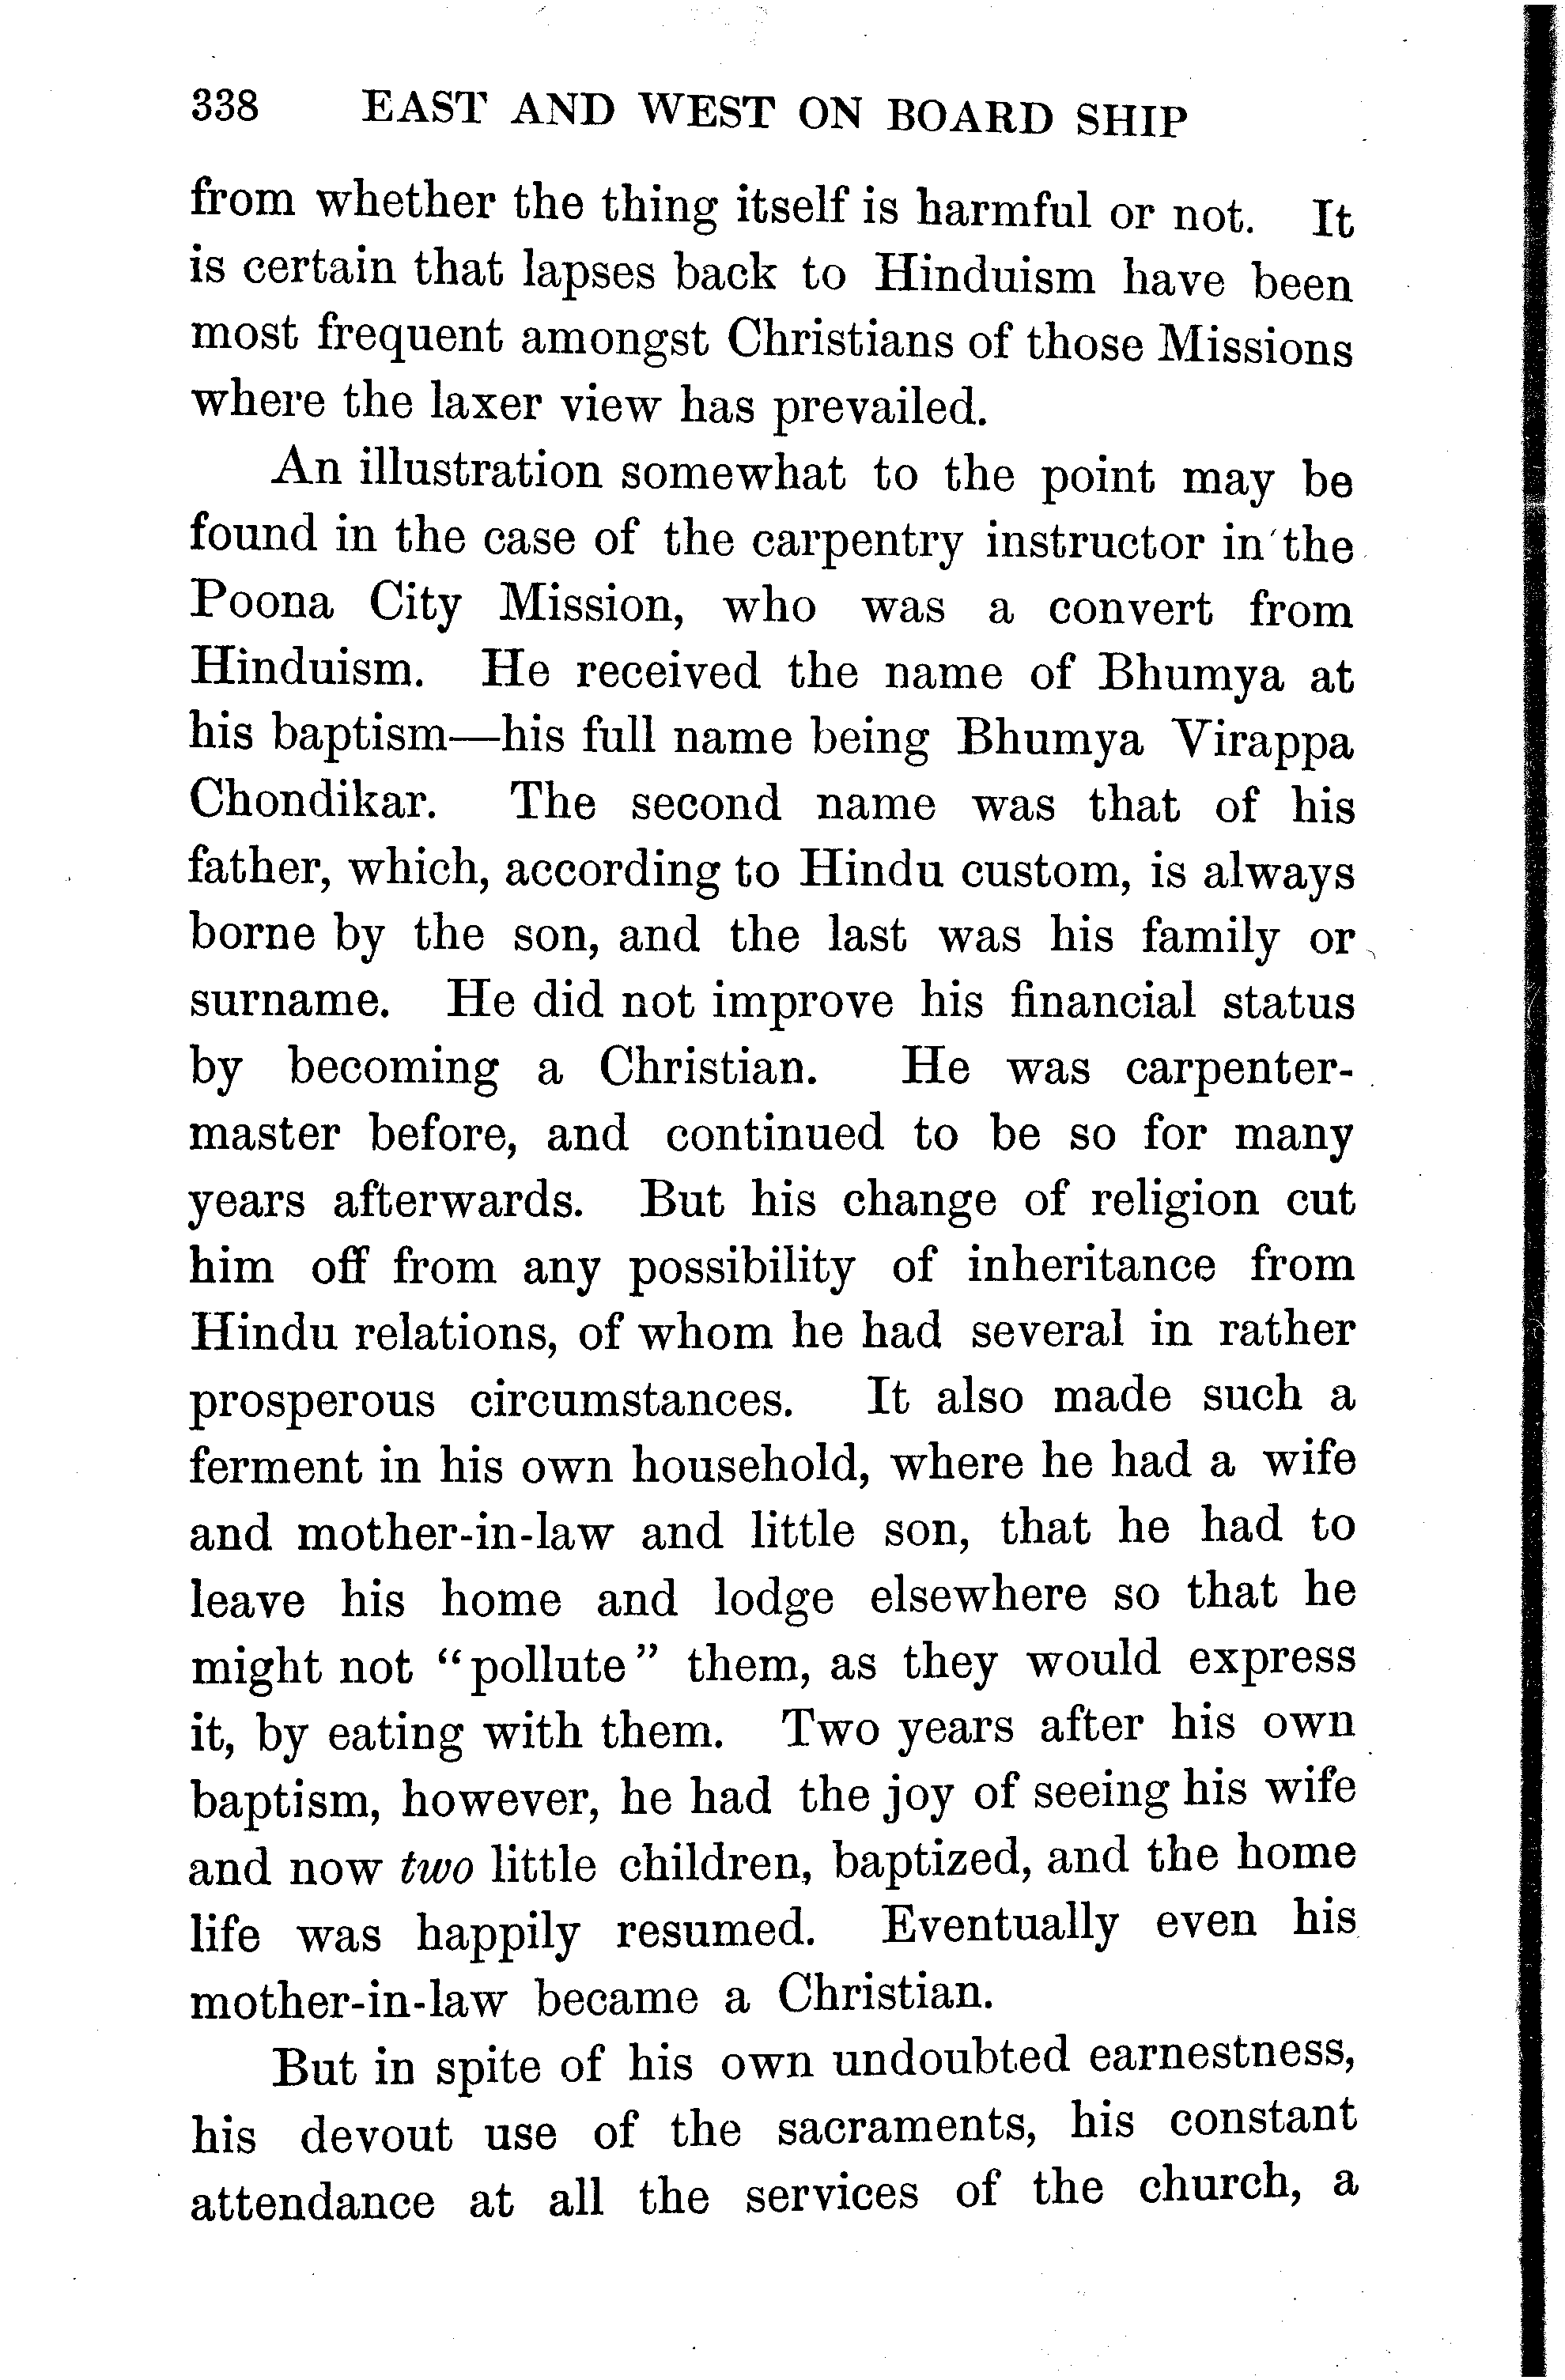 338 EAST AND WEST ON BOARD SHIP
from whether the thing itself is harmful or not. It
is certain that lapses back to Hinduism have been
most frequent amongst Christians of those Missions
where the laxer view has prevailed.
An illustration somewhat to the point may be
found in the case of the carpentry instructor in the
Poona City Mission, who was a convert from
Hinduism. He received the name of Bhumya at
his baptism—his full name being Bhumya Virappa
Chondikar. The second name was that of his
father, which, according to Hindu custom, is always
borne by the son, and the last was his family or
surname. He did not improve his financial status
by becoming a Christian. He was carpenter-
master before, and continued to be so for many
years afterwards. But his change of religion cut
him off from any possibility of inheritance from
Hindu relations, of whom he had several in rather
prosperous circumstances. It also made such a
ferment in his own household, where he had a wife
and mother-in-law and little son, that he had to
leave his home and lodge elsewhere so that he
might not “pollute” them, as they would express
it, by eating with them. Two years after his own
baptism, however, he had the joy of seeing his wife
and now two little children, baptized, and the home
life was happily resumed. Eventually even his
mother-in-law became a Christian.
But in spite of his own undoubted earnestness,
his devout use of the sacraments, his constant
attendance at all the services of the church, a